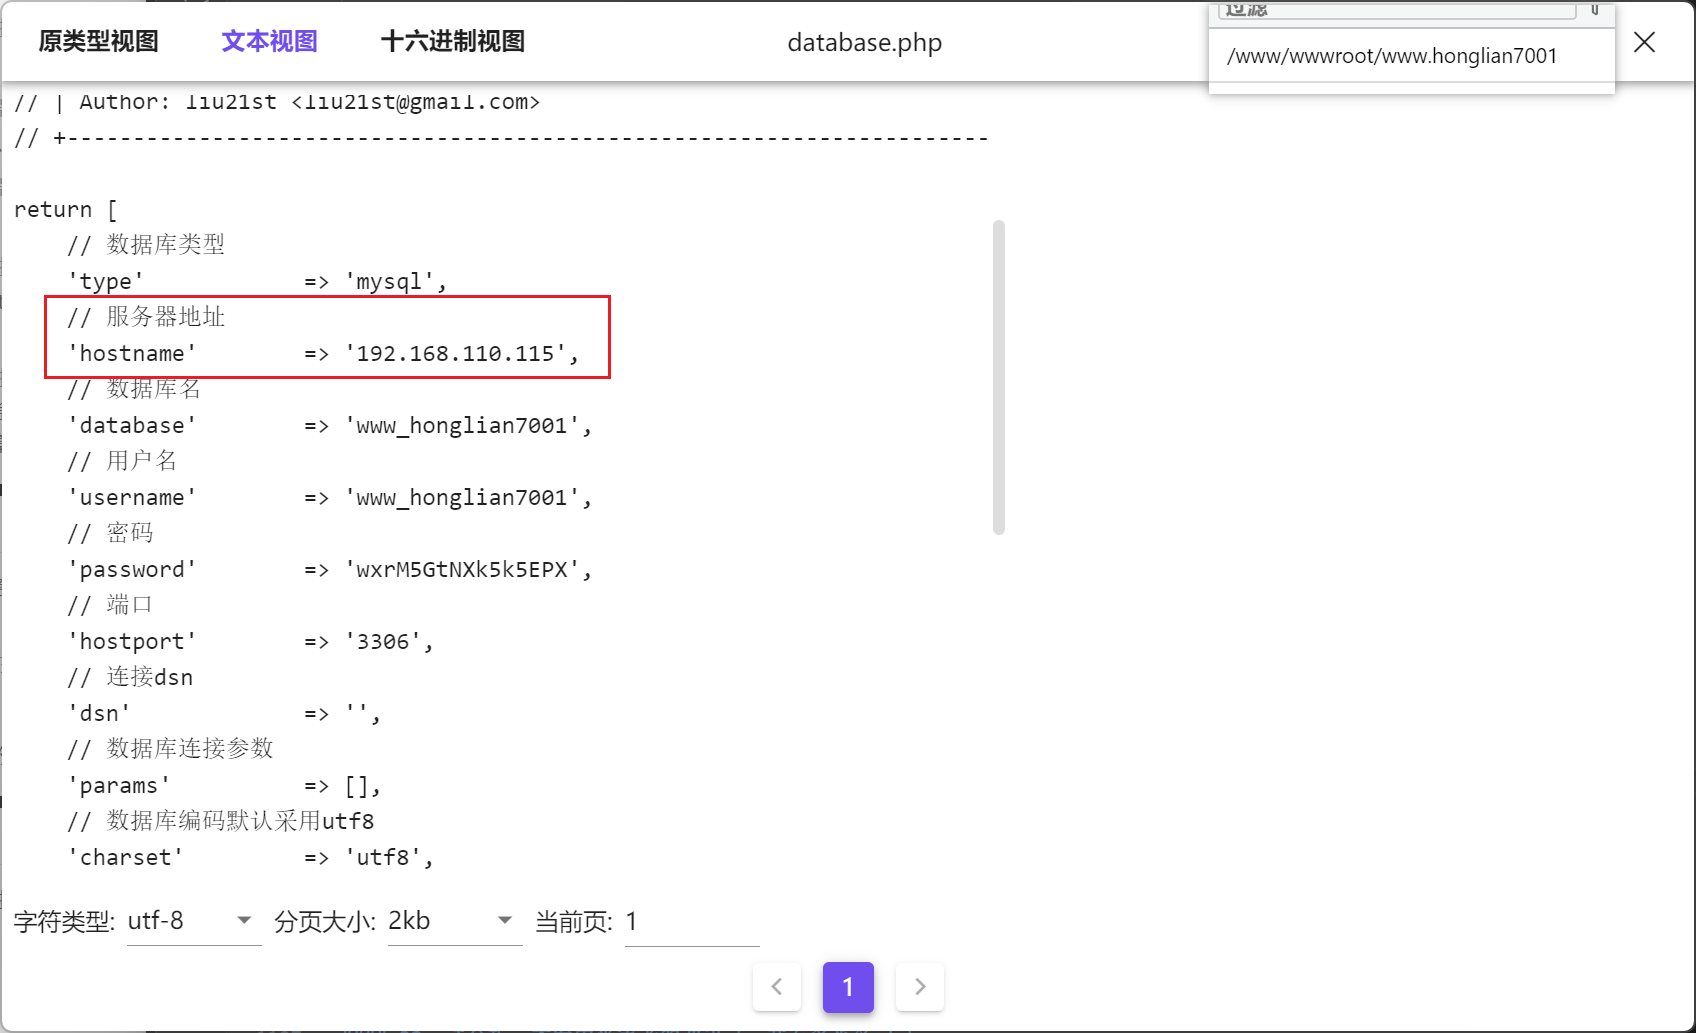 原类型视图 文本视图 十六进制视图 database.php 过滤
/www/wwwroot/www.honglian7001
// | Author: liu21st <liu21st@gmail.com>
// +----------------------------------------------------------------------
return [
// 数据库类型
'type' => 'mysql',
// 服务器地址
'hostname' => '192.168.110.115',
// 数据库名
'database' => 'www_honglian7001',
// 用户名
'username' => 'www_honglian7001',
// 密码
'password' => 'wxrM5GtNXk5k5EPX',
// 端口
'hostport' => '3306',
// 连接dsn
'dsn' => '',
// 数据库连接参数
'params' => [],
// 数据库编码默认采用utf8
'charset' => 'utf8',
字符类型: utf-8 分页大小: 2kb 当前页: 1
1